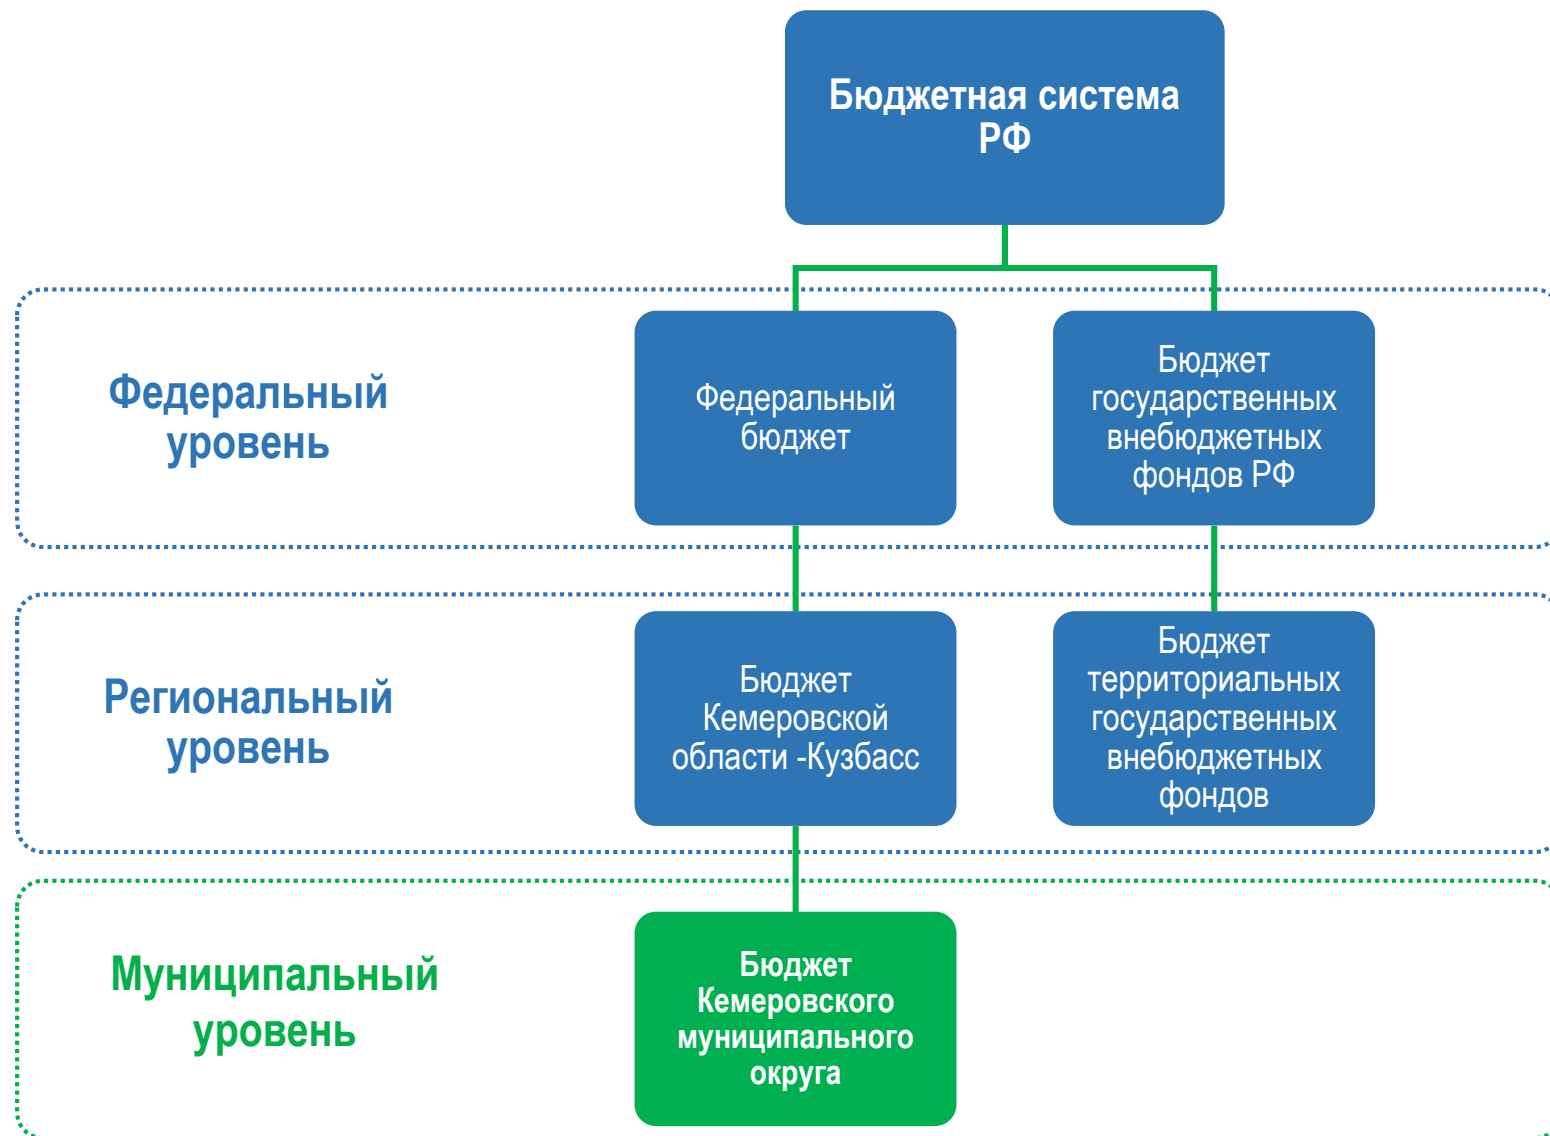 Бюджетная система
РФ
Федеральный
уровень
Федеральный
бюджет
Бюджет
государственных
внебюджетных
фондов РФ
Региональный
уровень
Бюджет
Кемеровской
области -Кузбасс
Бюджет
территориальных
государственных
внебюджетных
фондов
Муниципальный
уровень
Бюджет
Кемеровского
муниципального
округа